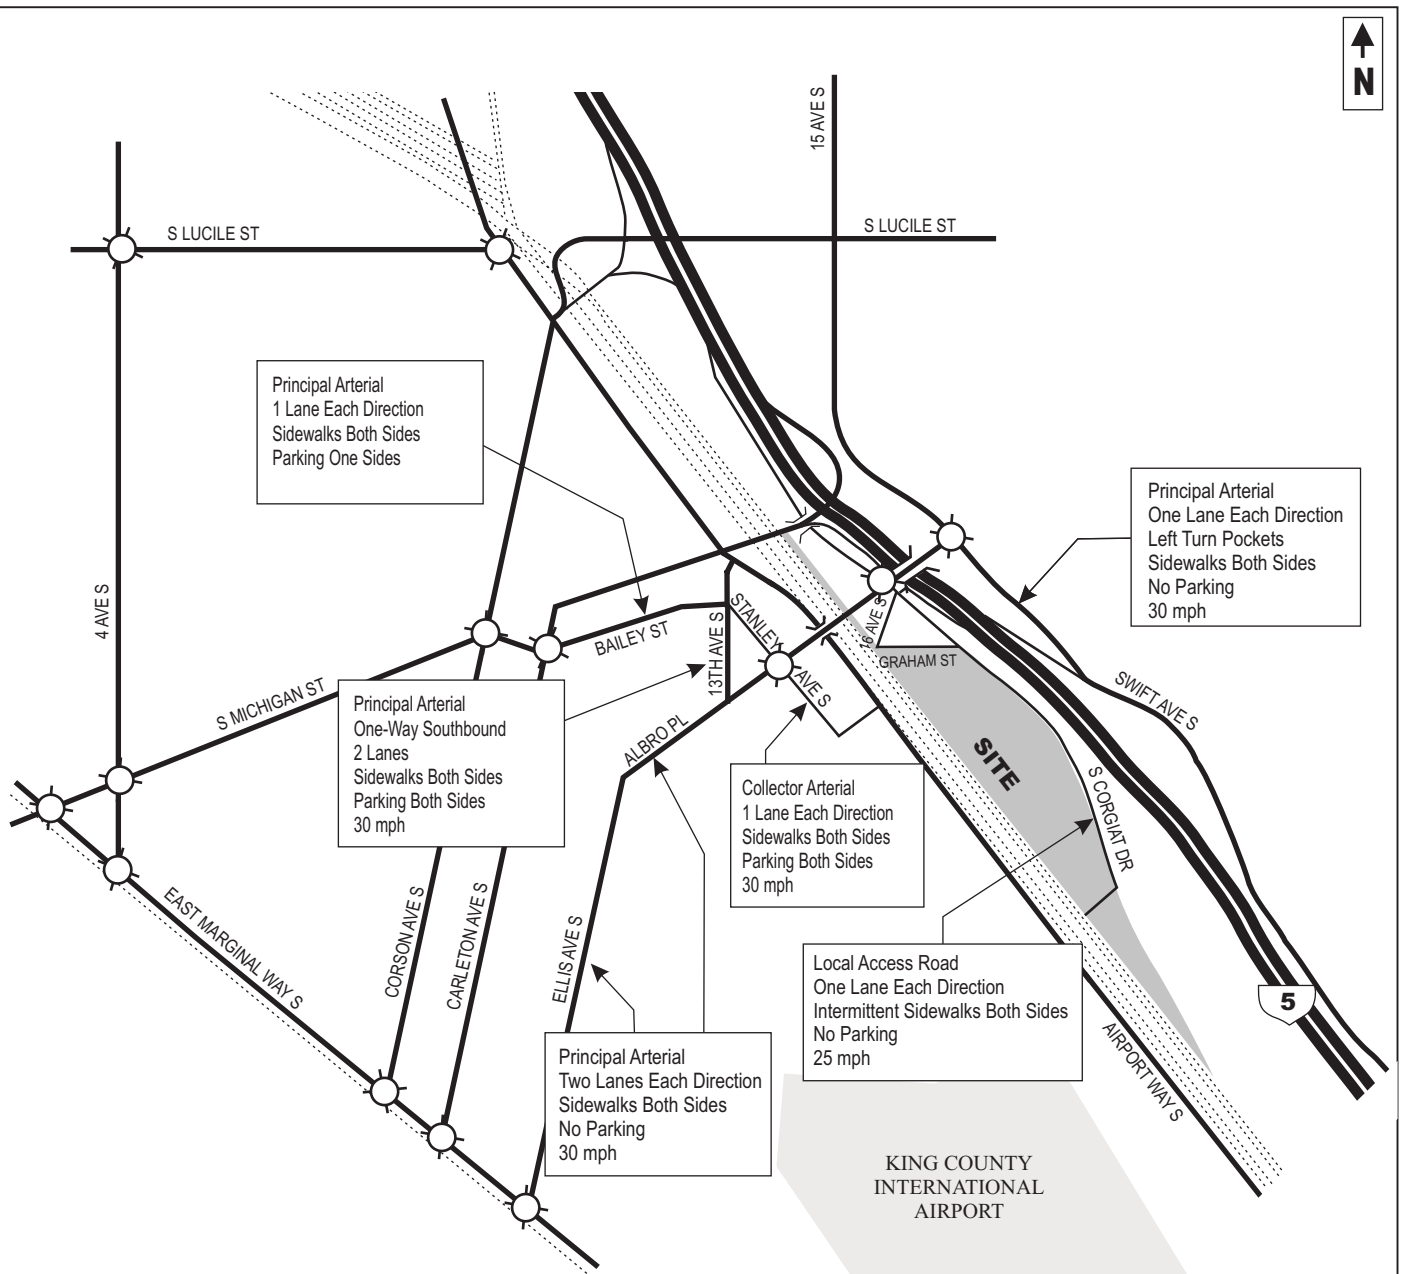 N
15 AVE S
S LUCILE ST
S LUCILE ST
Principal Arterial
1 Lane Each Direction
Sidewalks Both Sides
Parking One Sides
Principal Arterial
One Lane Each Direction
Left Turn Pockets
Sidewalks Both Sides
No Parking
30 mph
4 AVE S
BAILEY ST
13TH AVE S
STANLEY
AVE S
16 AVE S
GRAHAM ST
S MICHIGAN ST
SWIFT AVE S
Principal Arterial
One-Way Southbound
2 Lanes
Sidewalks Both Sides
Parking Both Sides
30 mph
ALBRO PL
SITE
S CORGIAT DR
Collector Arterial
1 Lane Each Direction
Sidewalks Both Sides
Parking Both Sides
30 mph
EAST MARGINAL WAY S
CORSON AVE S
CARLETON AVE S
ELLIS AVE S
Local Access Road
One Lane Each Direction
Intermittent Sidewalks Both Sides
No Parking
25 mph
5
AIRPORT WAY S
Principal Arterial
Two Lanes Each Direction
Sidewalks Both Sides
No Parking
30 mph
KING COUNTY
INTERNATIONAL
AIRPORT